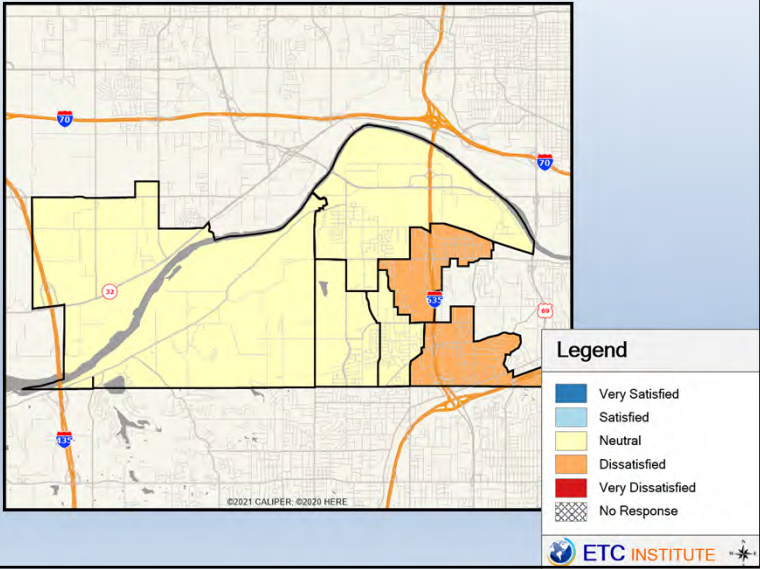 70
70
32
635
69
435
©2021 CALIPER; ©2020 HERE
Legend
Very Satisfied
Satisfied
Neutral
Dissatisfied
Very Dissatisfied
No Response
ETC INSTITUTE
N
W
E
S